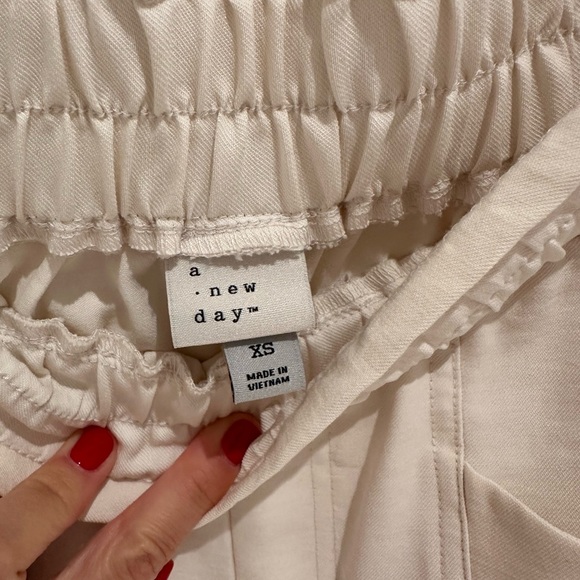 a
· new
day™
XS
MADE IN
VIETNAM